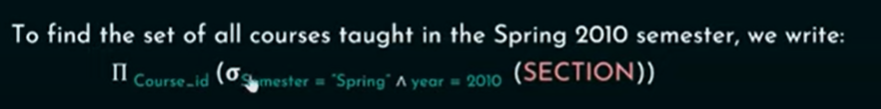 To find the set of all courses taught in the Spring 2010 semester, we write:
Π Course_id (σ Semester = "Spring" ∧ year = 2010 (SECTION))